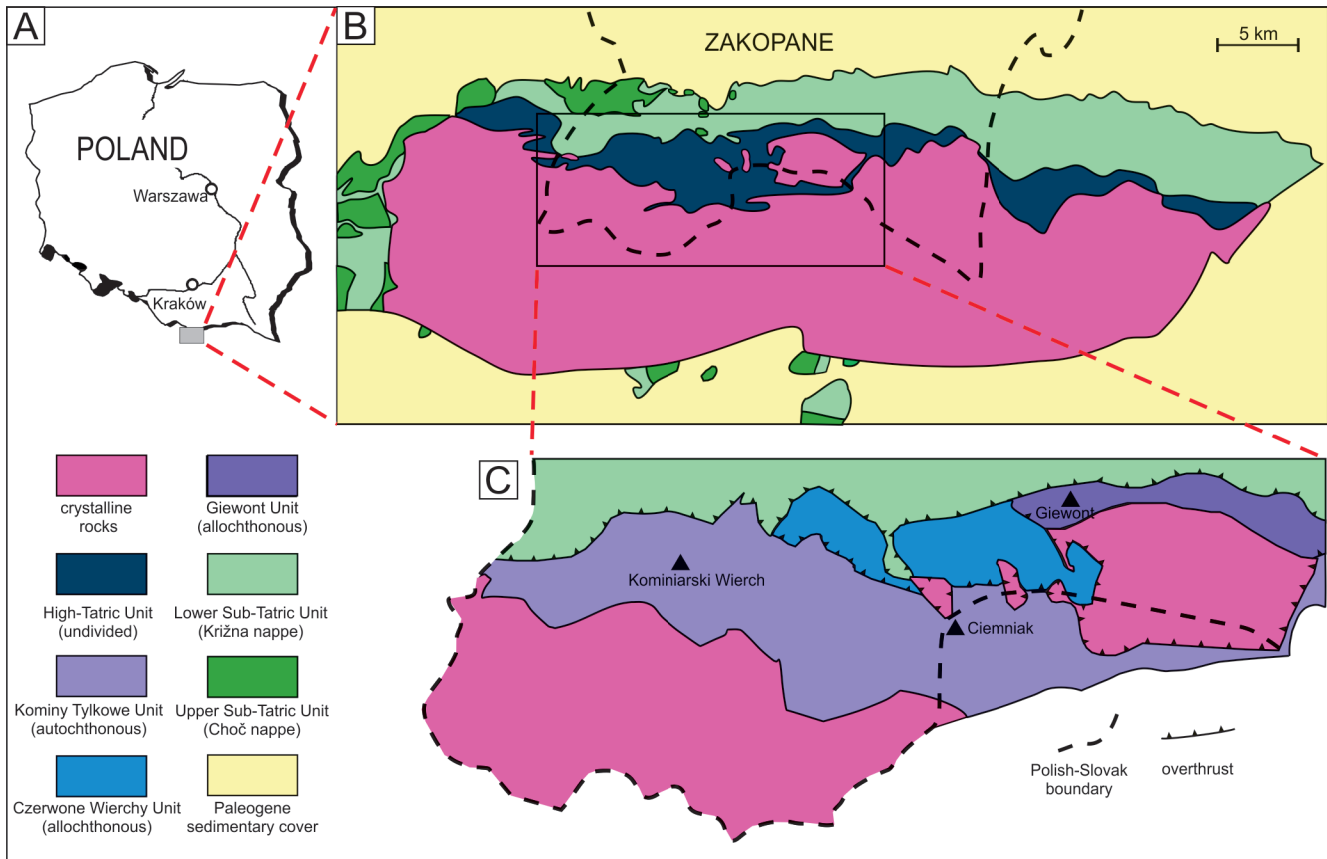 A
POLAND
Warszawa
Kraków
B
ZAKOPANE
5 km
crystalline
rocks
Giewont Unit
(allochthonous)
High-Tatric Unit
(undivided)
Lower Sub-Tatric Unit
(Križna nappe)
Kominy Tylkowe Unit
(autochthonous)
Upper Sub-Tatric Unit
(Choč nappe)
Czerwone Wierchy Unit
(allochthonous)
Paleogene
sedimentary cover
C
Giewont
Kominiarski Wierch
Ciemniak
Polish-Slovak
boundary
overthrust